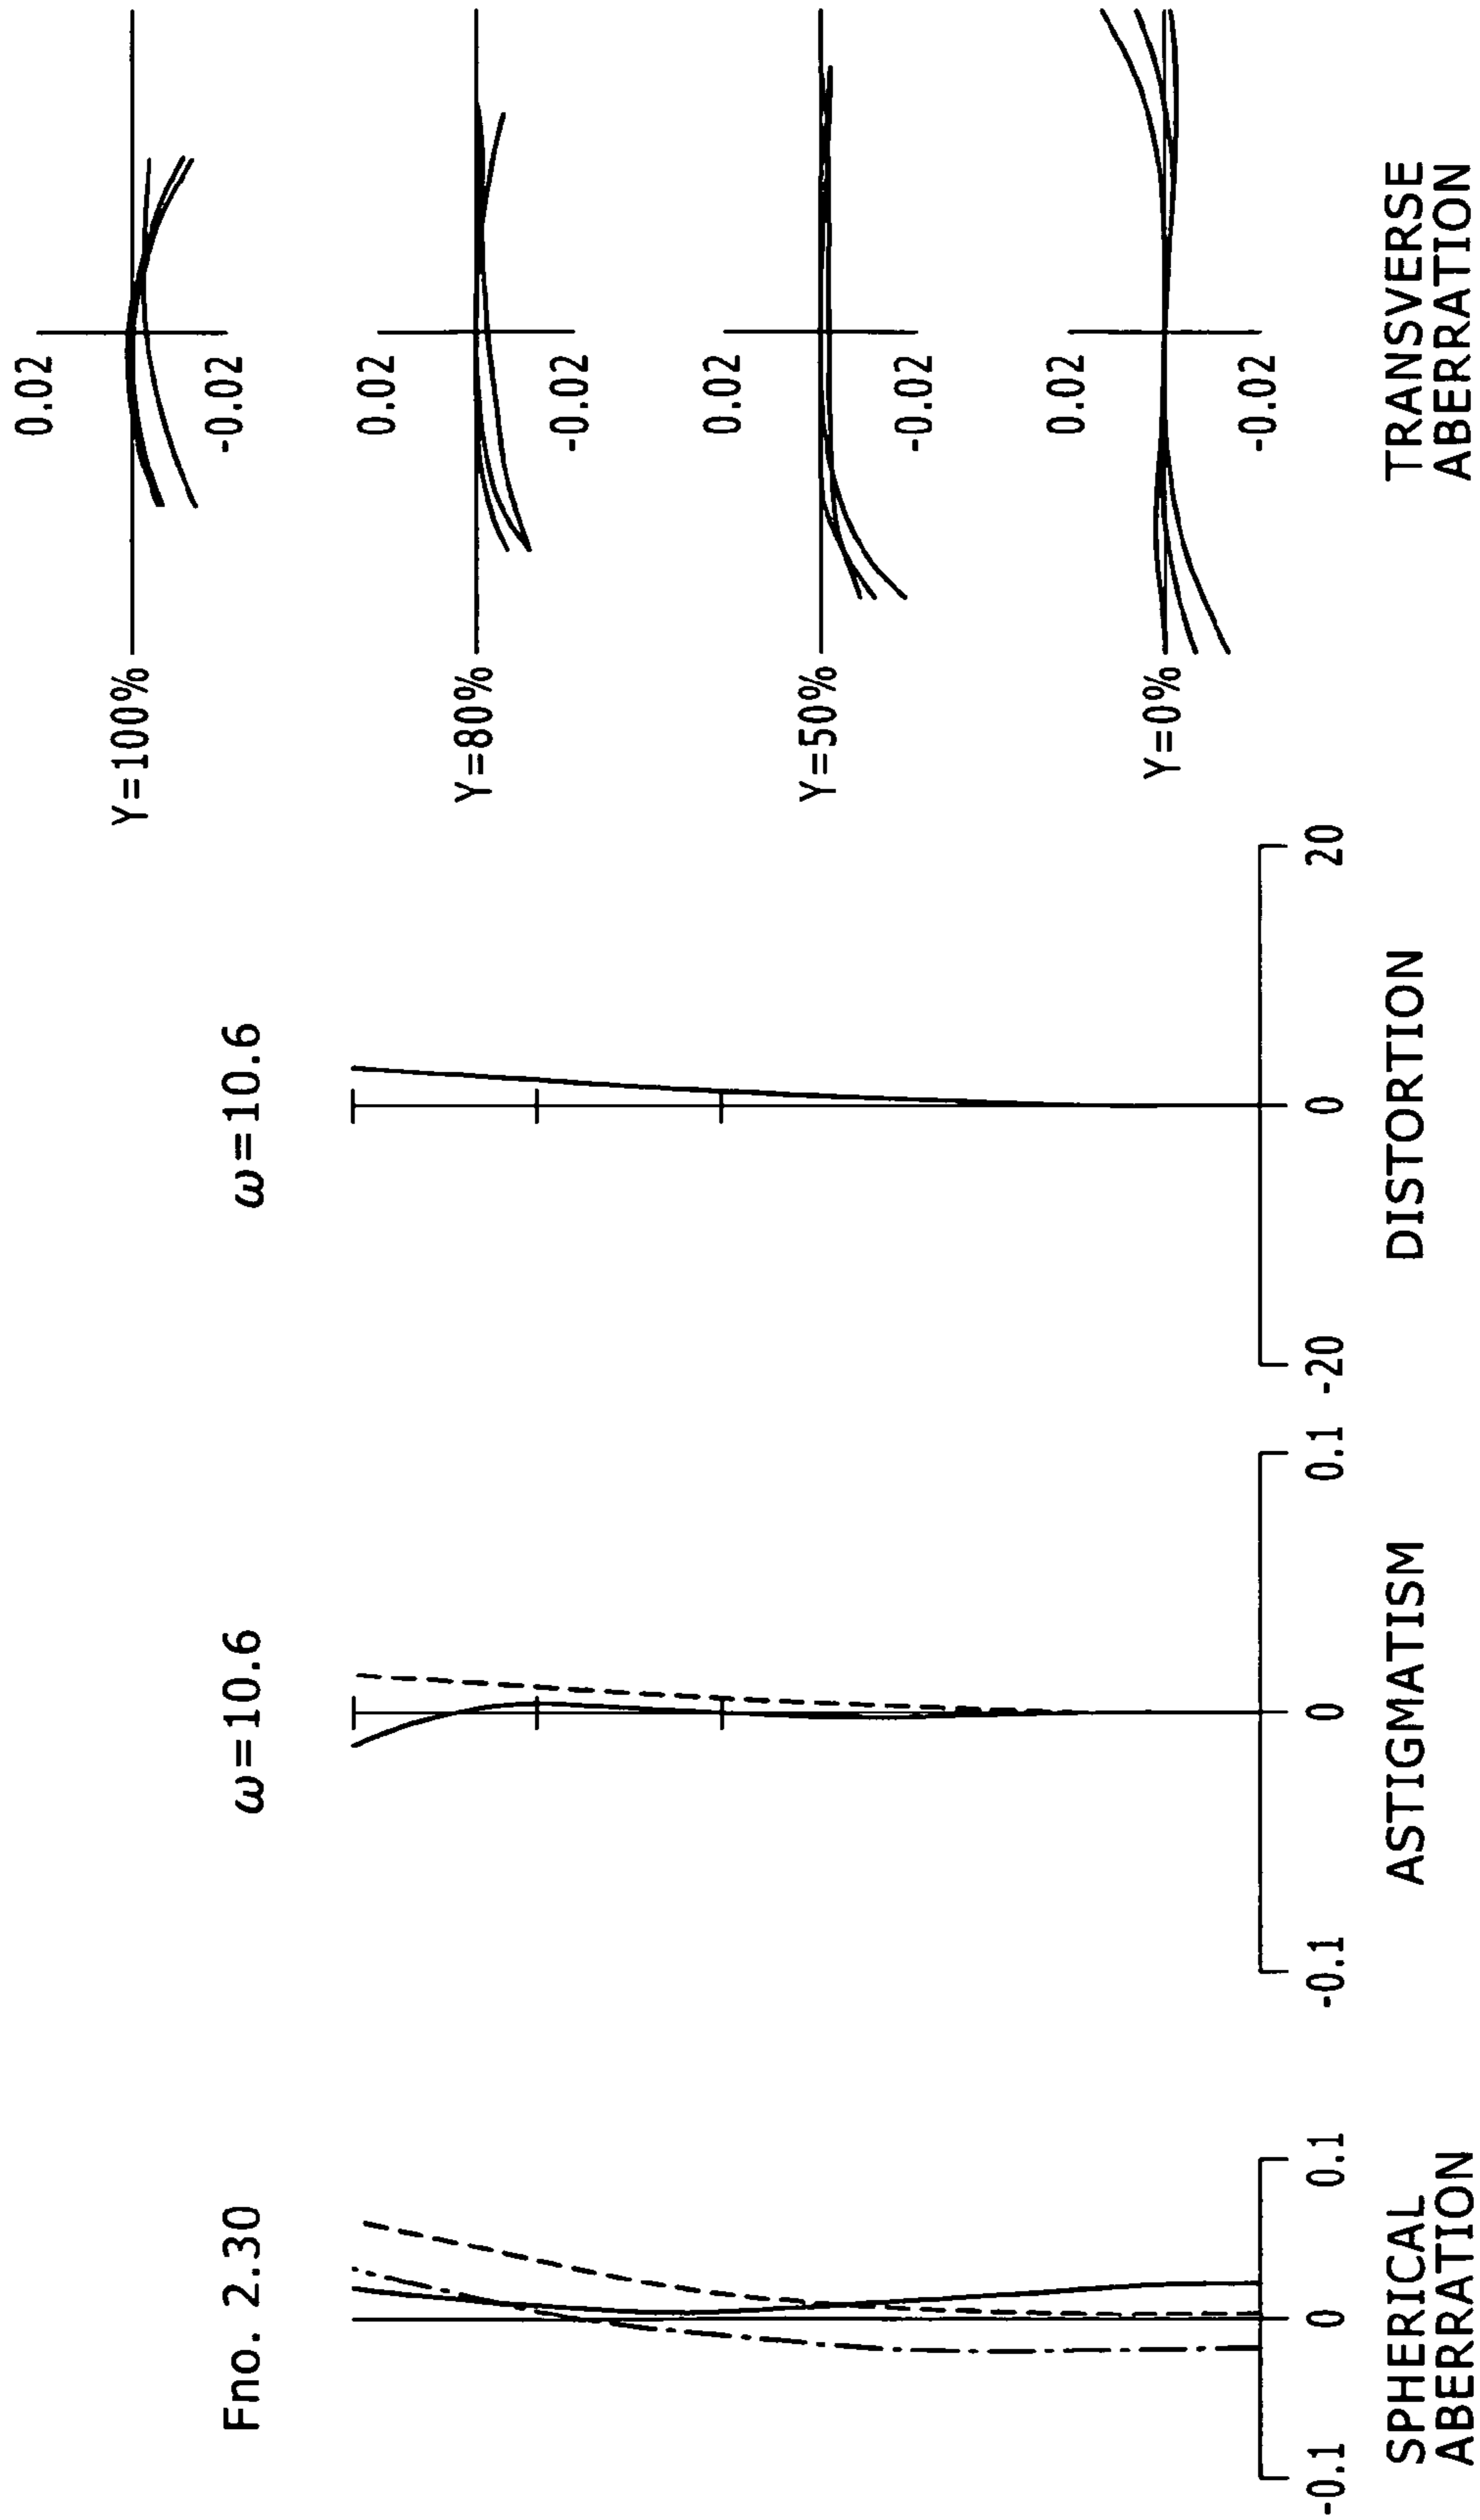 Fno. 2.30
-0.1
0
0.1
SPHERICAL
ABERRATION
ω=10.6
-0.1
0
0.1
ASTIGMATISM
ω=10.6
-20
0
20
DISTORTION
Y=100%
0.02
-0.02
Y=80%
0.02
-0.02
Y=50%
0.02
-0.02
Y=0%
0.02
-0.02
TRANSVERSE
ABERRATION